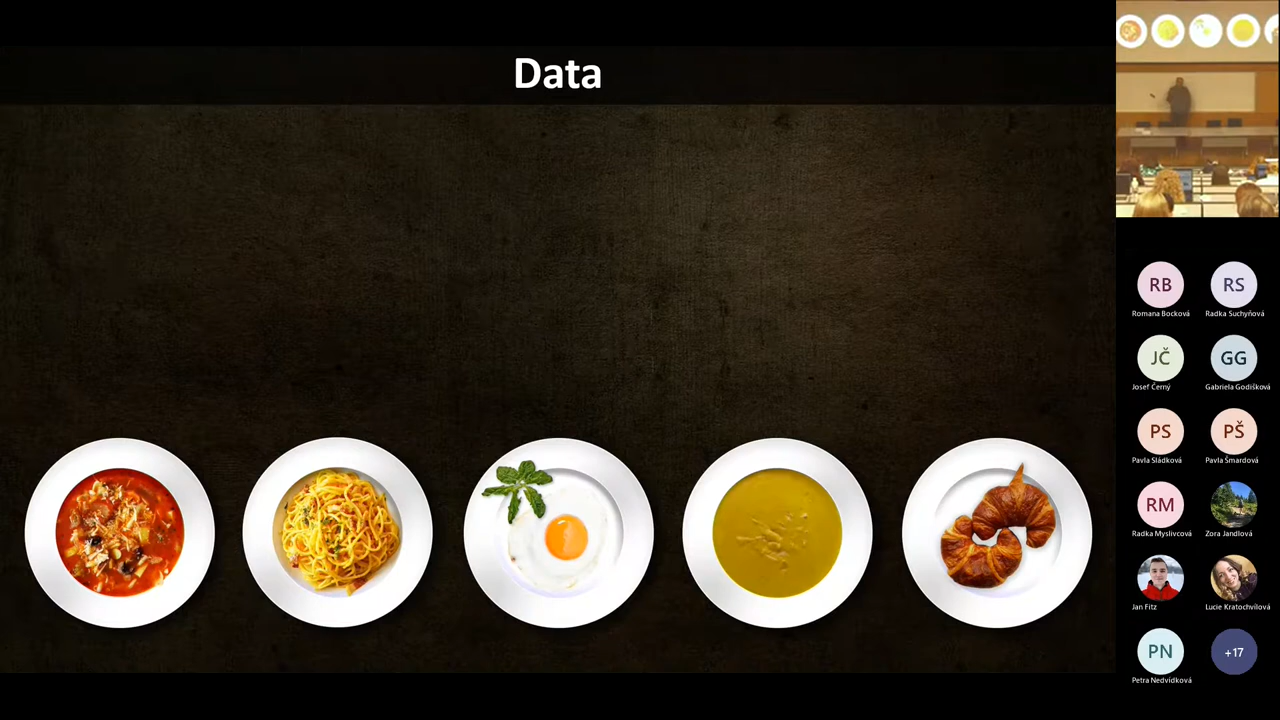 Data
RB
RS
Romana Bocková
Radka Suchyňová
JČ
GG
Josef Černý
Gabriela Godišková
PS
PŠ
Pavla Sládková
Pavla Šmardová
RM
Radka Myslivcová
Zora Jandlová
Jan Fitz
Lucie Kratochvílová
PN
+17
Petra Nedvídková